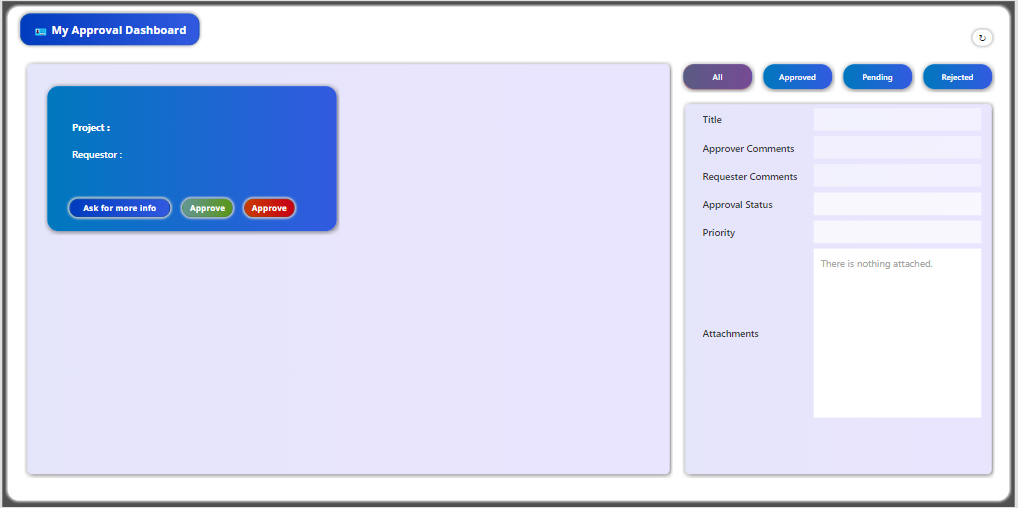 My Approval Dashboard
↻
All Approved Pending Rejected
Project :
Requestor :
Ask for more info Approve Approve
Title
Approver Comments
Requester Comments
Approval Status
Priority
There is nothing attached.
Attachments